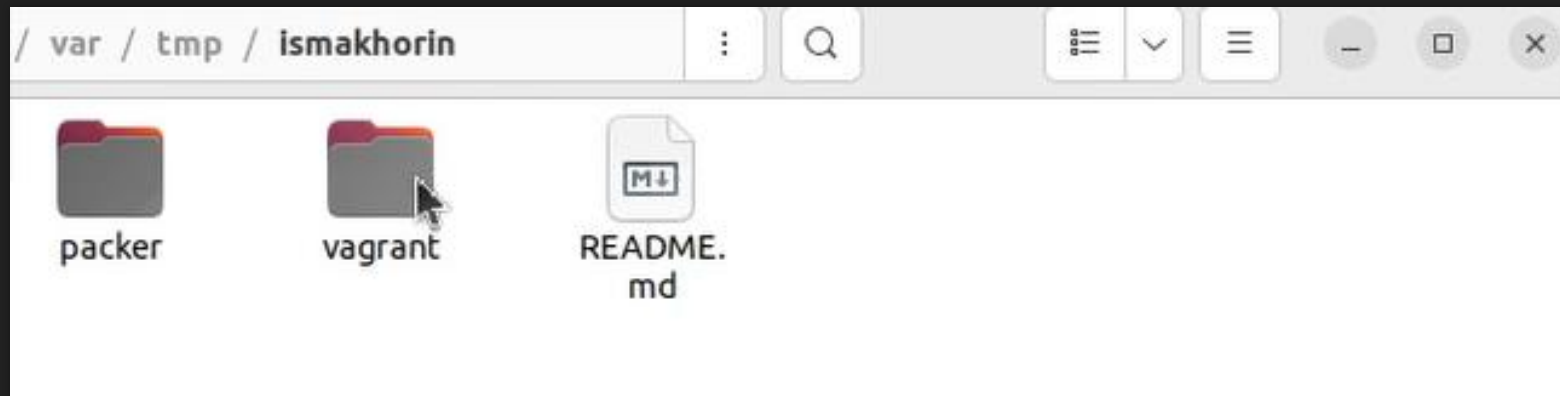 / var / tmp / ismakhorin
M↓
packer
vagrant
README.
md